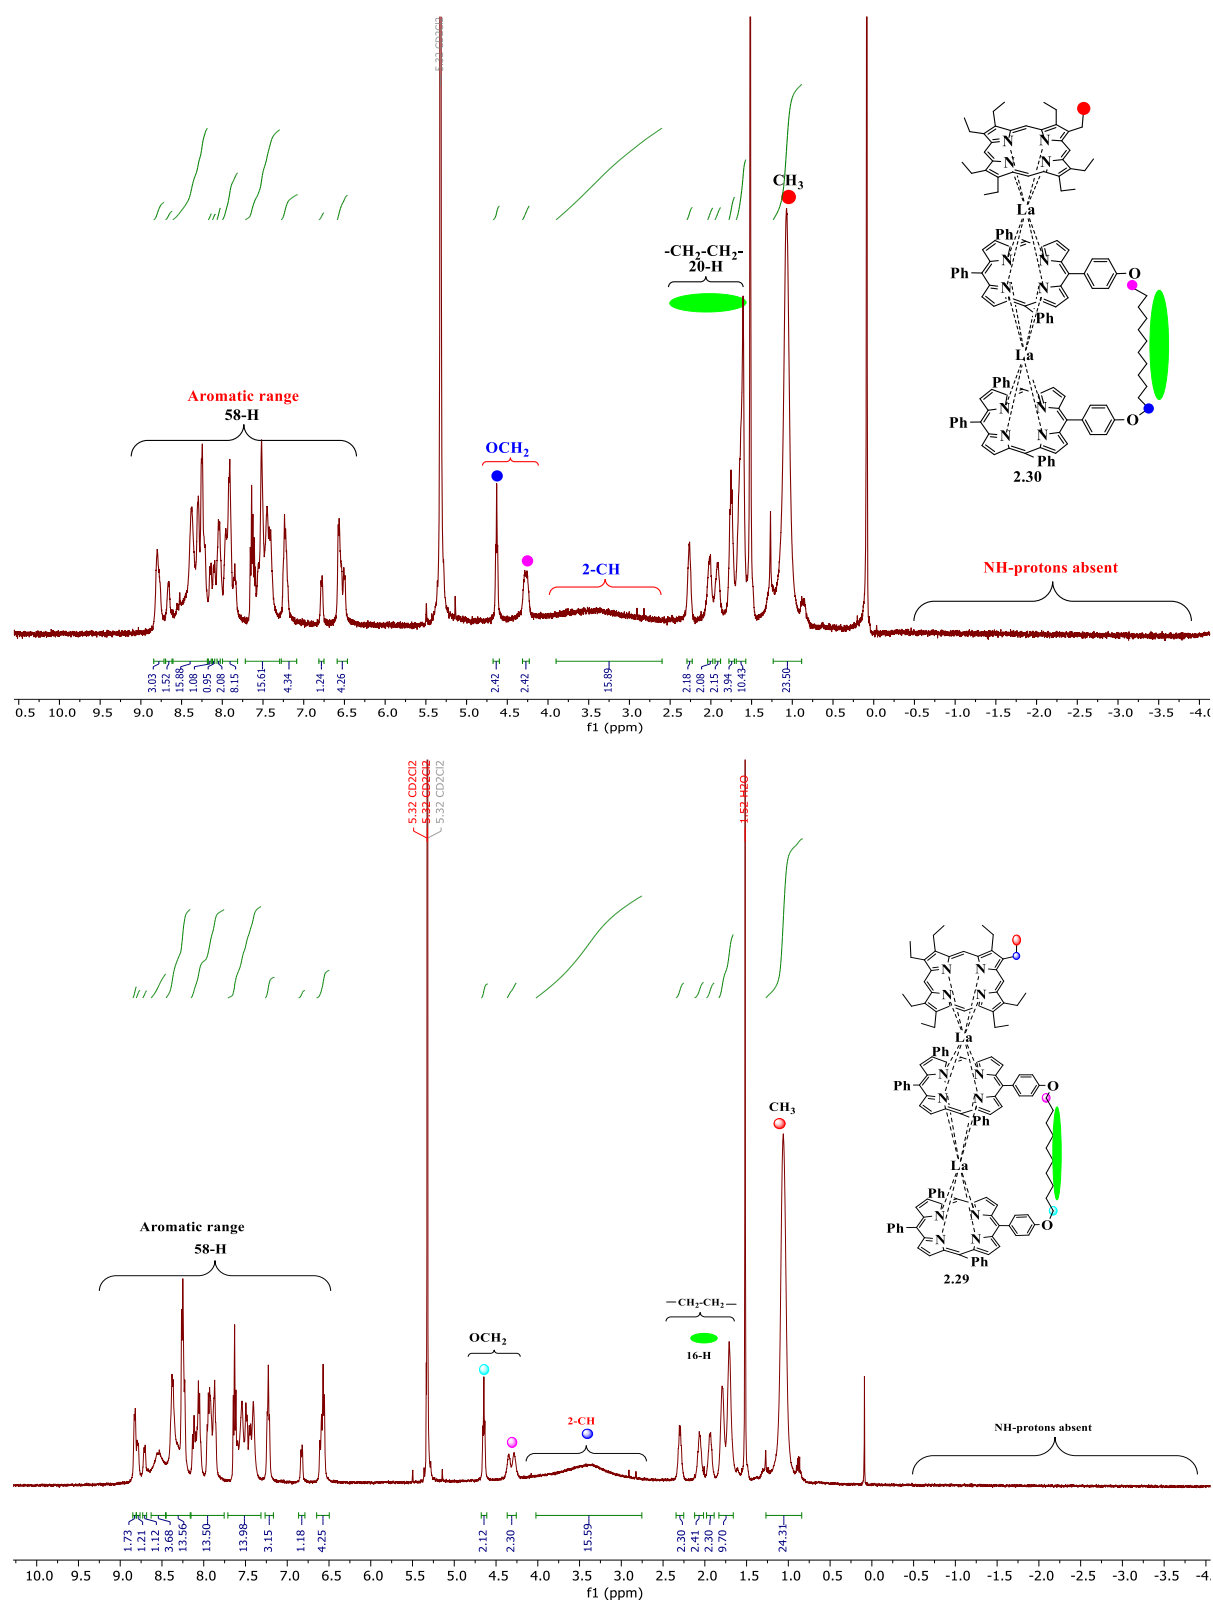 5.32 CD2Cl2
CH3
-CH2-CH2-
20-H
Aromatic range
58-H
OCH2
2-CH
NH-protons absent
N N
N N
La
Ph
Ph
N N
N N
Ph
O
La
Ph
Ph
N N
N N
Ph
O
2.30
3.03 1.52 15.88 1.08 0.95 2.08 8.15 15.61 4.34 1.24 4.26 2.42 2.42 15.89 2.18 2.08 2.15 3.94 10.43 23.50
0.5 10.0 9.5 9.0 8.5 8.0 7.5 7.0 6.5 6.0 5.5 5.0 4.5 4.0 3.5 3.0 2.5 2.0 1.5 1.0 0.5 0.0 -0.5 -1.0 -1.5 -2.0 -2.5 -3.0 -3.5 -4.0
f1 (ppm)
5.32 CD2Cl2
5.32 CD2Cl2
5.32 CD2Cl2
1.52 H2O
CH3
Aromatic range
58-H
OCH2
2-CH
—CH2-CH2—
16-H
NH-protons absent
N N
N N
La
Ph
Ph
N N
N N
Ph
O
La
Ph
Ph
N N
N N
Ph
O
2.29
1.73 1.21 1.12 3.68 13.56 13.50 13.98 3.15 1.18 4.25 2.12 2.30 15.59 2.30 2.41 2.30 9.70 24.31
10.0 9.5 9.0 8.5 8.0 7.5 7.0 6.5 6.0 5.5 5.0 4.5 4.0 3.5 3.0 2.5 2.0 1.5 1.0 0.5 0.0 -0.5 -1.0 -1.5 -2.0 -2.5 -3.0 -3.5 -4.
f1 (ppm)